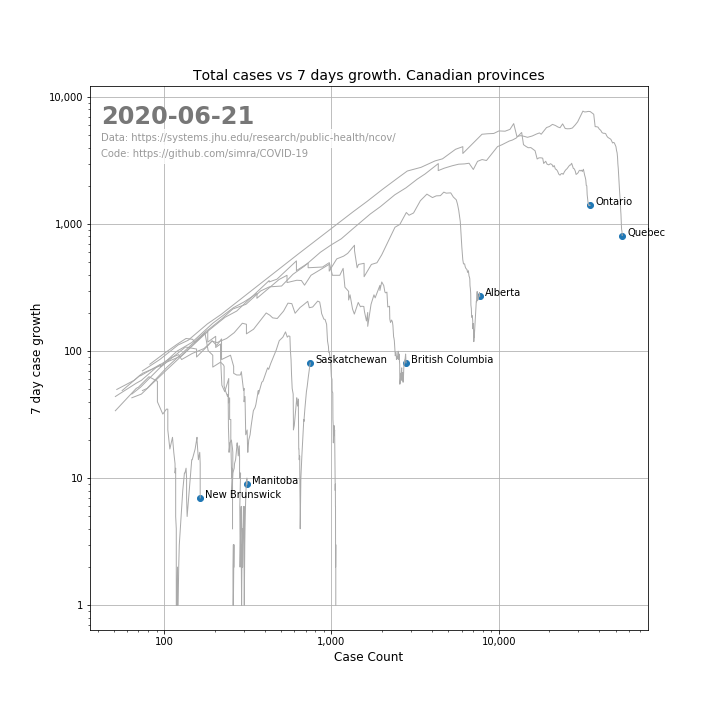 Total cases vs 7 days growth. Canadian provinces
10,000
2020-06-21
Data: https://systems.jhu.edu/research/public-health/ncov/
Code: https://github.com/simra/COVID-19
Ontario
1,000
Quebec
Alberta
7 day case growth
100
Saskatchewan
British Columbia
10
Manitoba
New Brunswick
1
100
1,000
10,000
Case Count